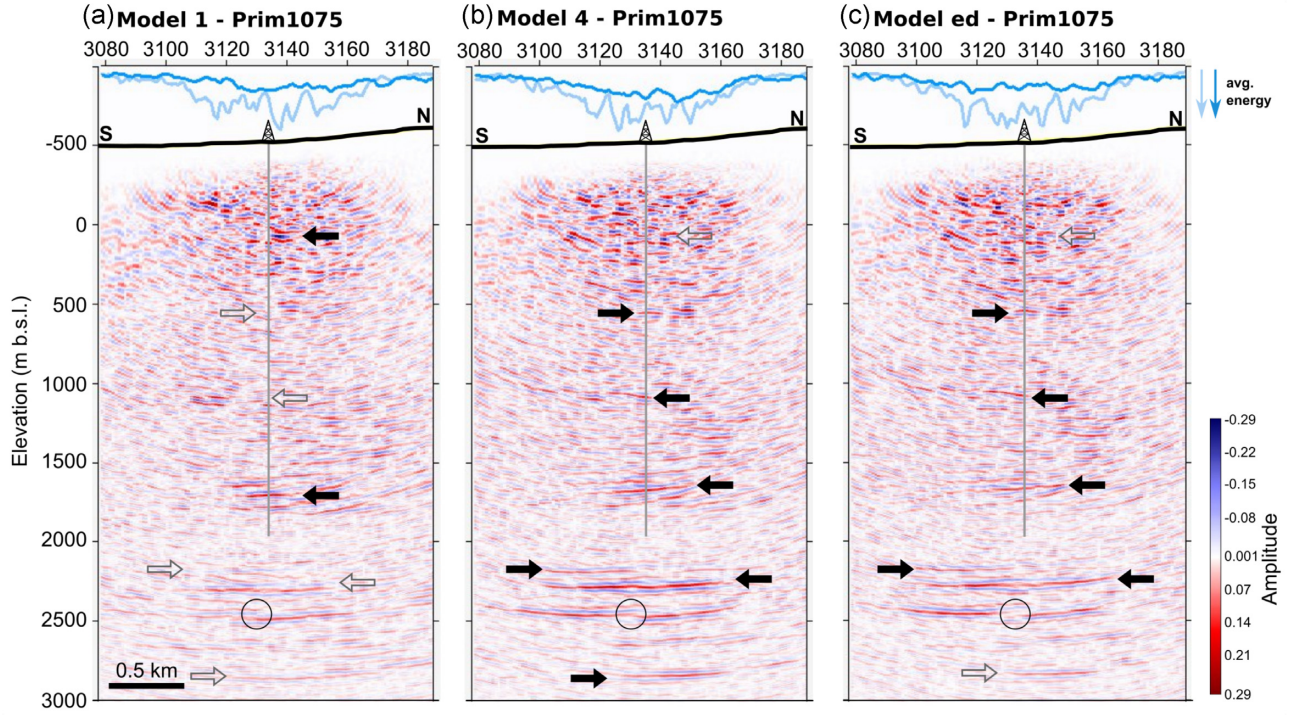 (a) Model 1 - Prim1075
(b) Model 4 - Prim1075
(c) Model ed - Prim1075
3080 3100 3120 3140 3160 3180
3080 3100 3120 3140 3160 3180
3080 3100 3120 3140 3160 3180
avg.
energy
S
N
S
N
S
N
-500
0
500
1000
1500
2000
2500
3000
Elevation (m b.s.l.)
0.5 km
-0.29
-0.22
-0.15
-0.08
0.001
0.07
0.14
0.21
0.29
Amplitude